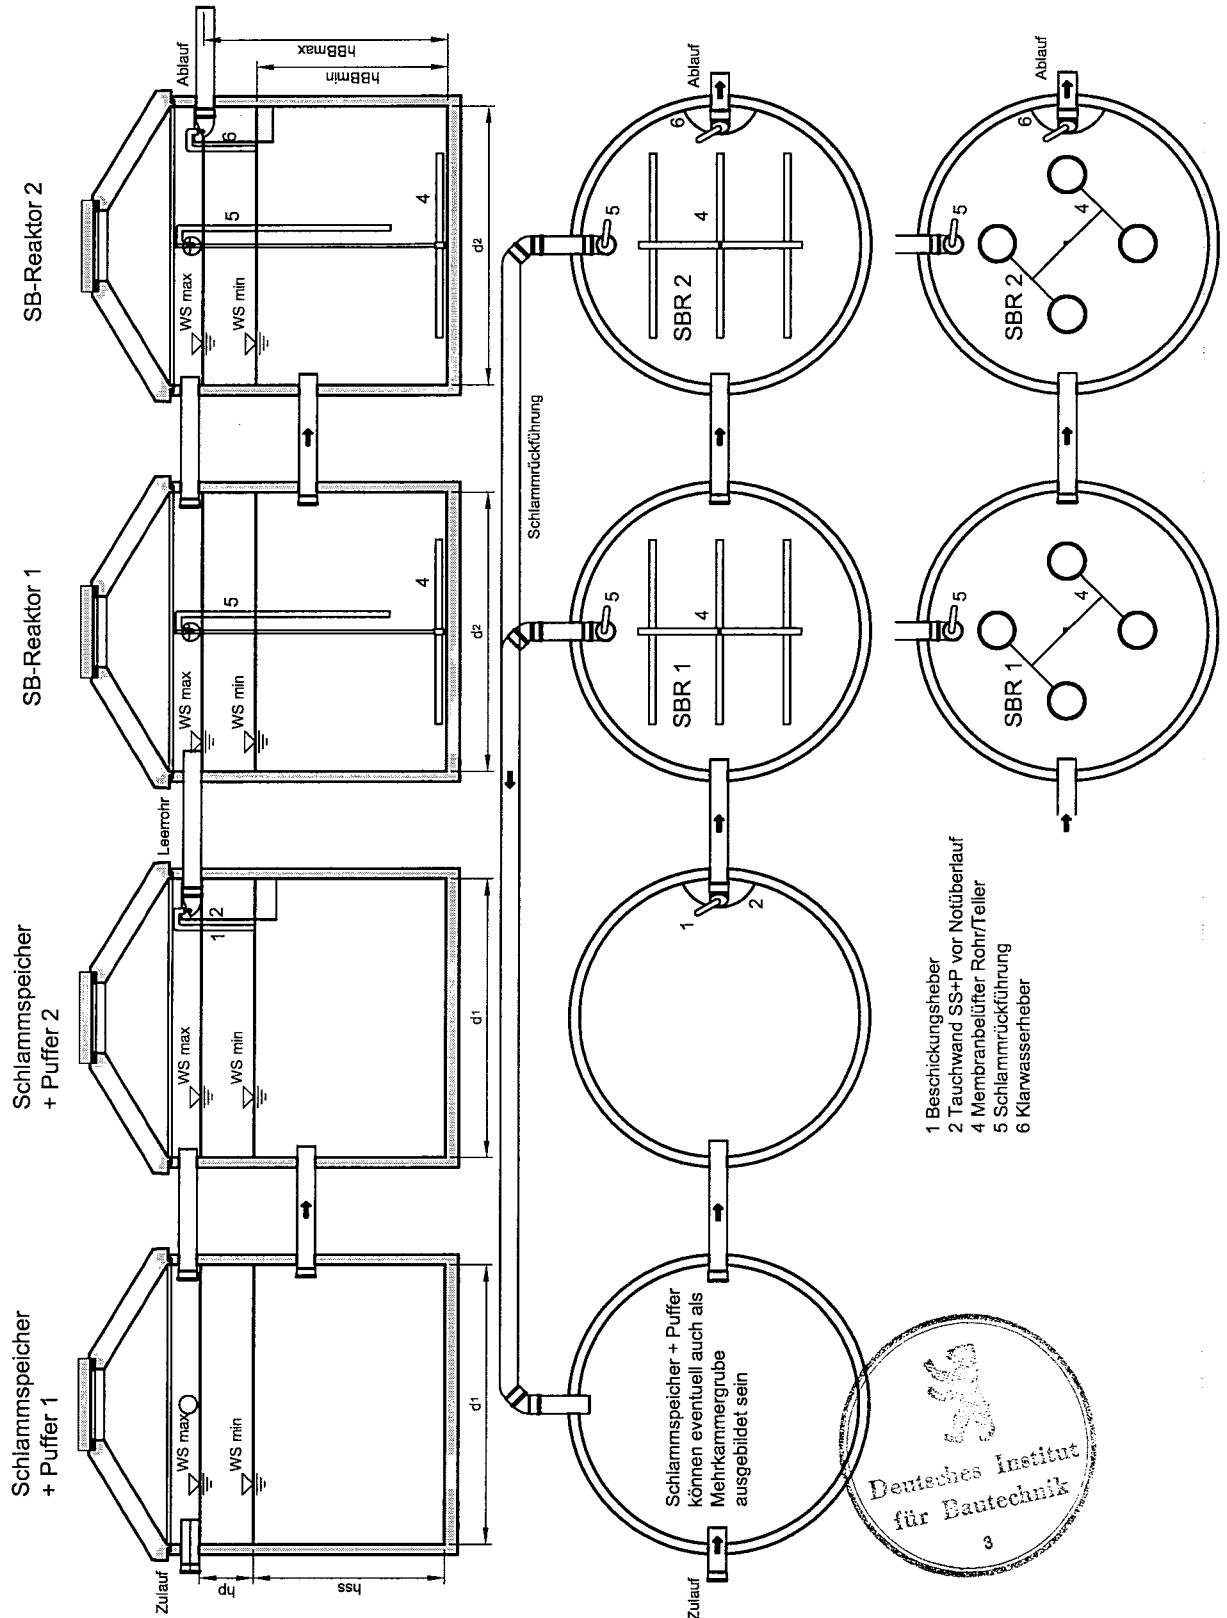 Schlammspeicher
+ Puffer 1
Schlammspeicher
+ Puffer 2
SB-Reaktor 1
SB-Reaktor 2
Zulauf
WS max
WS min
hp
hss
d1
WS max
WS min
1
2
d1
Leerrohr
WS max
WS min
5
4
d2
WS max
WS min
5
4
6
d2
Ablauf
hBBmin
hBBmax
Schlammrückführung
Zulauf
Schlammspeicher + Puffer
können eventuell auch als
Mehrkammergrube
ausgebildet sein
1
2
SBR 1
4
5
SBR 2
4
5
6
Ablauf
1 Beschickungsheber
2 Tauchwand SS+P vor Notüberlauf
4 Membranbelüfter Rohr/Teller
5 Schlammrückführung
6 Klarwasserheber
SBR 1
4
5
SBR 2
4
5
6
Ablauf
Deutsches Institut
für Bautechnik
3